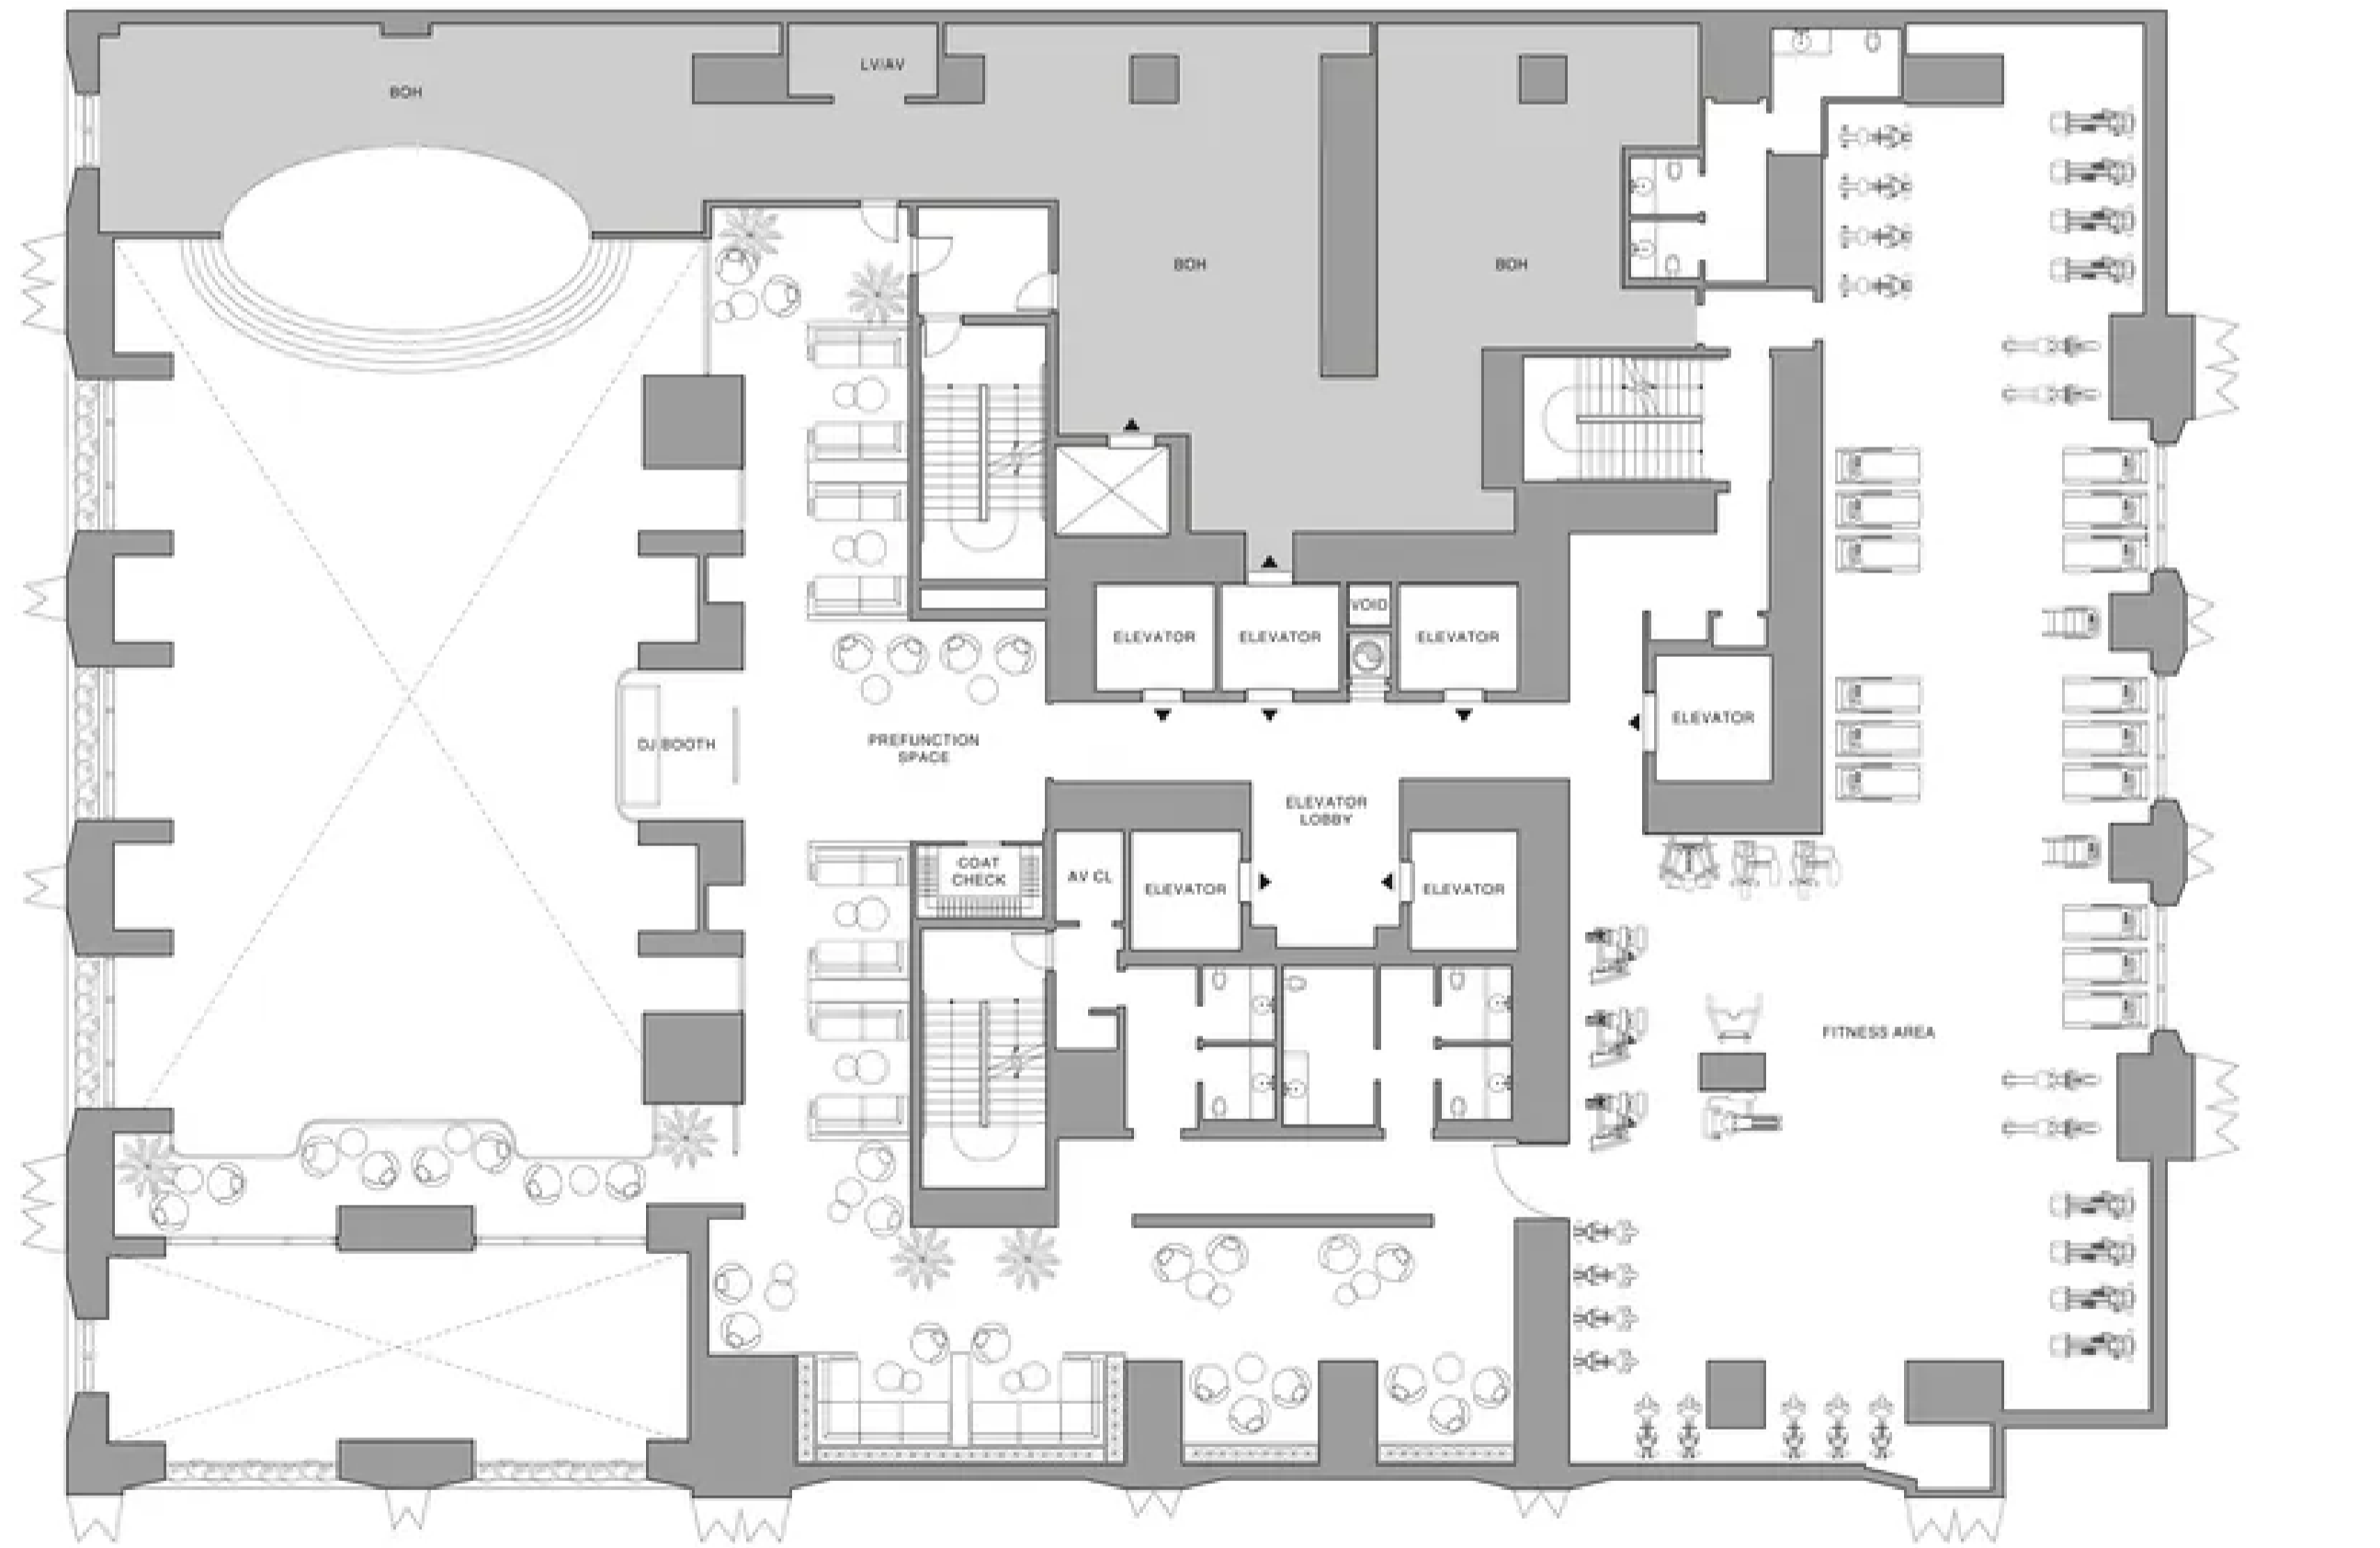 LV/AV
BOH
BOH
BOH
VOID
ELEVATOR
ELEVATOR
ELEVATOR
ELEVATOR
DJ BOOTH
PREFUNCTION
SPACE
ELEVATOR
LOBBY
COAT
CHECK
AV CL
ELEVATOR
ELEVATOR
FITNESS AREA